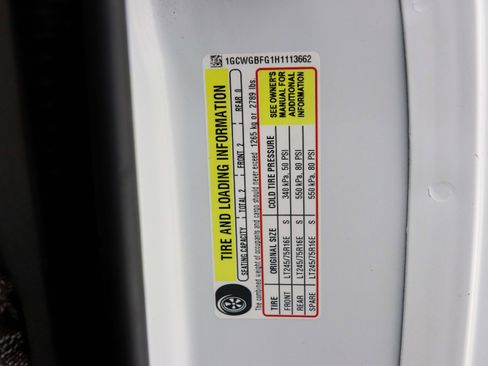 1GCWGBFG1H1113662
TIRE AND LOADING INFORMATION
SEATING CAPACITY TOTAL 2 FRONT 2 REAR 0
The combined weight of occupants and cargo should never exceed 1265 kg or 2789 lbs.
TIRE ORIGINAL SIZE COLD TIRE PRESSURE
FRONT LT245/75R16E S 340 kPa, 50 PSI
REAR LT245/75R16E S 550 kPa, 80 PSI
SPARE LT245/75R16E S 550 kPa, 80 PSI
SEE OWNER'S
MANUAL FOR
ADDITIONAL
INFORMATION